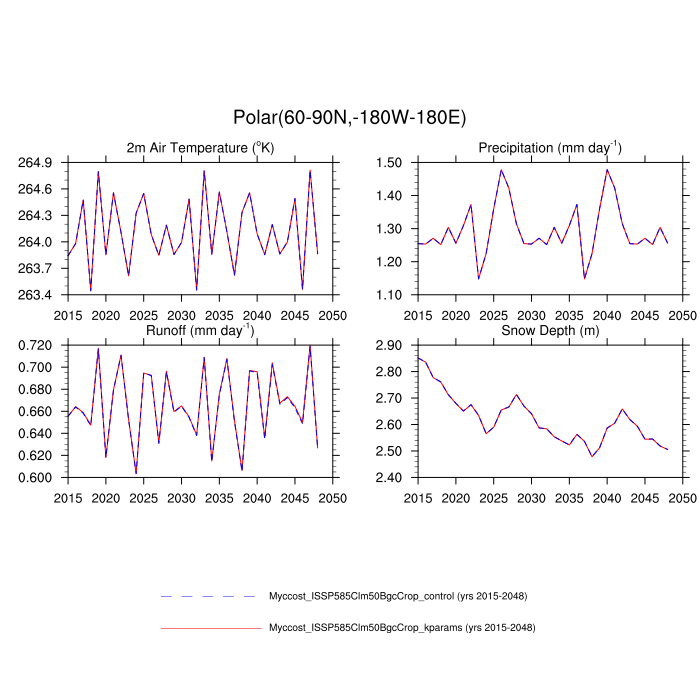 Polar(60-90N,-180W-180E)
2m Air Temperature (°K)
264.9
264.6
264.3
264.0
263.7
263.4
2015 2020 2025 2030 2035 2040 2045 2050
Precipitation (mm day-1)
1.50
1.40
1.30
1.20
1.10
2015 2020 2025 2030 2035 2040 2045 2050
Runoff (mm day-1)
0.720
0.700
0.680
0.660
0.640
0.620
0.600
2015 2020 2025 2030 2035 2040 2045 2050
Snow Depth (m)
2.90
2.80
2.70
2.60
2.50
2.40
2015 2020 2025 2030 2035 2040 2045 2050
Myccost_ISSP585Clm50BgcCrop_control (yrs 2015-2048)
Myccost_ISSP585Clm50BgcCrop_kparams (yrs 2015-2048)